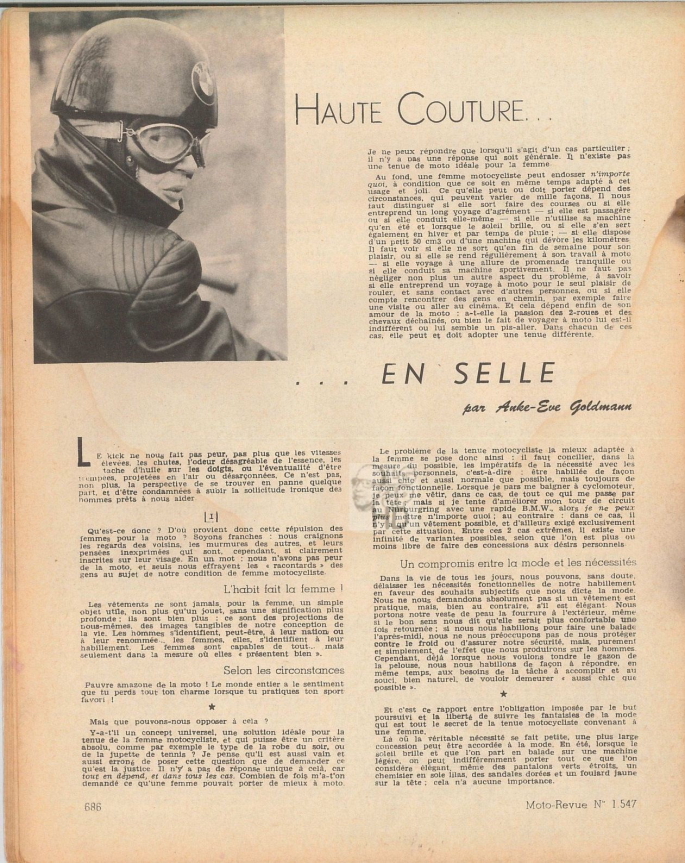 HAUTE COUTURE...
... EN SELLE
par Anke-Eve Goldmann
LE kick ne nous fait pas peur, pas plus que les vitesses
élevées, les chutes, l'odeur désagréable de l'essence, les
tache d'huile sur les doigts, ou l'éventualité d'être
trempées, projetées en l'air ou désarçonnées. Ce n'est pas,
non plus, la perspective de se trouver en panne quelque
part, et d'être condamnées à subir la sollicitude ironique des
hommes prêts à nous aider.
Qu'est-ce donc ? D'où provient donc cette répulsion des
femmes pour la moto ? Soyons franches : nous craignons
les regards des voisins, les murmures des autres, et leurs
pensées inexprimées qui sont, cependant, si clairement
inscrites sur leur visage. En un mot : nous n'avons pas peur
de la moto, et seuls nous effrayent les « racontards » des
gens au sujet de notre condition de femme motocycliste.
L'habit fait la femme !
Les vêtements ne sont jamais, pour la femme, un simple
objet utile, non plus qu'un jouet, sans une signification plus
profonde ; ils sont bien plus : ce sont des projections de
nous-mêmes, des images tangibles de notre conception de
la vie. Les hommes s'identifient, peut-être, à leur nation ou
à leur renommée... les femmes, elles, s'identifient à leur
habillement. Les femmes sont capables de tout... mais
seulement dans la mesure où elles « présentent bien ».
Selon les circonstances
Pauvre amazone de la moto ! Le monde entier a le sentiment
que tu perds tout ton charme lorsque tu pratiques ton sport
favori !
★
Mais que pouvons-nous opposer à cela ?
Y-a-t'il un concept universel, une solution idéale pour la
tenue de la femme motocycliste, et qui puisse être un critère
absolu, comme par exemple le type de la robe du soir, ou
de la jupette de tennis ? Je pense qu'il est aussi vain et
aussi erroné de poser cette question que de demander ce
qu'est la justice. Il n'y a pas de réponse unique à celà, car
tout en dépend, et dans tous les cas. Combien de fois m'a-t'on
demandé ce qu'une femme pouvait porter de mieux à moto.
Je ne peux répondre que lorsqu'il s'agit d'un cas particulier ;
il n'y a pas une réponse qui soit générale. Il n'existe pas
une tenue de moto idéale pour la femme.
Au fond, une femme motocycliste peut endosser n'importe
quoi, à condition que ce soit en même temps adapté à cet
usage et joli. Ce qu'elle peut ou doit porter dépend des
circonstances, qui peuvent varier de mille façons. Il nous
faut distinguer si elle sort faire des courses ou si elle
entreprend un long voyage d'agrément — si elle est passagère
ou si elle conduit elle-même — si elle n'utilise sa machine
qu'en été et lorsque le soleil brille, ou si elle s'en sert
également en hiver et par temps de pluie ; — si elle dispose
d'un petit 50 cm3 ou d'une machine qui dévore les kilomètres.
Il faut voir si elle ne sort qu'en fin de semaine pour son
plaisir, ou si elle se rend régulièrement à son travail à moto
— si elle voyage à une allure de promenade tranquille ou
si elle conduit sa machine sportivement. Il ne faut pas
négliger non plus un autre aspect du problème, à savoir
si elle entreprend un voyage à moto pour le seul plaisir de
rouler, et sans contact avec d'autres personnes, ou si elle
compte rencontrer des gens en chemin, par exemple faire
une visite ou aller au cinéma. Et cela dépend enfin de son
amour de la moto : a-t-elle la passion des 2-roues et des
chevaux déchaînés, ou bien le fait de voyager à moto lui est-il
indifférent ou lui semble un pis-aller. Dans chacun de ces
cas, elle peut et doit adopter une tenue différente.
Le problème de la tenue motocycliste la mieux adaptée à
la femme se pose donc ainsi : il faut concilier, dans la
mesure du possible, les impératifs de la nécessité avec les
souhaits personnels, c'est-à-dire : être habillée de façon
aussi chic et aussi normale que possible, mais toujours de
façon fonctionnelle. Lorsque je pars me baigner à cyclomoteur,
je peux me vêtir, dans ce cas, de tout ce qui me passe par
la tête ; mais si je tente d'améliorer mon tour de circuit
Nurburgring avec une rapide B.M.W., alors je ne peux
plus mettre n'importe quoi ; au contraire : dans ce cas, il
n'y a qu'un vêtement possible, et d'ailleurs exigé exclusivement
par cette situation. Entre ces 2 cas extrêmes, il existe une
infinité de variantes possibles, selon que l'on est plus ou
moins libre de faire des concessions aux désirs personnels.
Un compromis entre la mode et les nécessités
Dans la vie de tous les jours, nous pouvons, sans doute,
délaisser les nécessités fonctionnelles de notre habillement
en faveur des souhaits subjectifs que nous dicte la mode.
Nous ne nous demandons absolument pas si un vêtement est
pratique, mais, bien au contraire, s'il est élégant. Nous
portons notre veste de peau la fourrure à l'extérieur, même
si le bon sens nous dit qu'elle serait plus confortable une
fois retournée ; si nous nous habillons pour faire une balade
l'après-midi, nous ne nous préoccupons pas de nous protéger
contre le froid ou d'assurer notre sécurité, mais, purement
et simplement, de l'effet que nous produirons sur les hommes.
Cependant, déjà lorsque nous voulons tondre le gazon de
la pelouse, nous nous habillons de façon à répondre, en
même temps, aux besoins de la tâche à accomplir et au
souci, bien naturel, de vouloir demeurer « aussi chic que
possible ».
★
Et c'est ce rapport entre l'obligation imposée par le but
poursuivi et la liberté de suivre les fantaisies de la mode
qui est tout le secret de la tenue motocycliste convenant à
une femme.
Là où la véritable nécessité se fait petite, une plus large
concession peut être accordée à la mode. En été, lorsque le
soleil brille et que l'on part en balade sur une machine
légère, on peut indifféremment porter tout ce que l'on
considère élégant, même des pantalons verts étroits, un
chemisier en soie lilas, des sandales dorées et un foulard jaune
sur la tête ; cela n'a aucune importance.
686
Moto-Revue N° 1.547